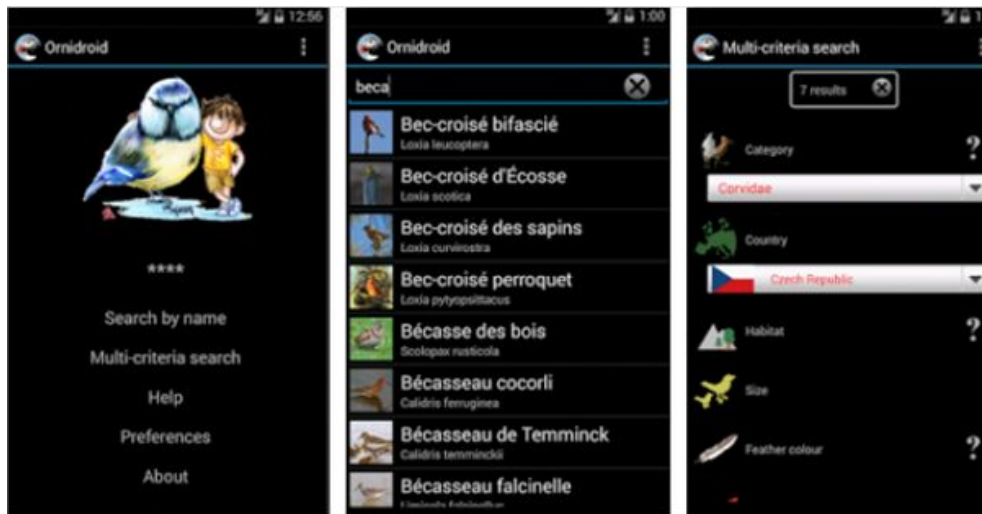 12:56
Ornidroid
****
Search by name
Multi-criteria search
Help
Preferences
About
1:00
Ornidroid
beca
Bec-croisé bifascié
Loxia leucoptera
Bec-croisé d'Écosse
Loxia scotica
Bec-croisé des sapins
Loxia curvirostra
Bec-croisé perroquet
Loxia pytyopsittacus
Bécasse des bois
Scolopax rusticola
Bécasseau cocorli
Calidris ferruginea
Bécasseau de Temminck
Calidris temminckii
Bécasseau falcinelle
Limicola falcinellus
1
Multi-criteria search
7 results
Category
?
Corvidae
Country
Czech Republic
Habitat
?
Size
Feather colour
?